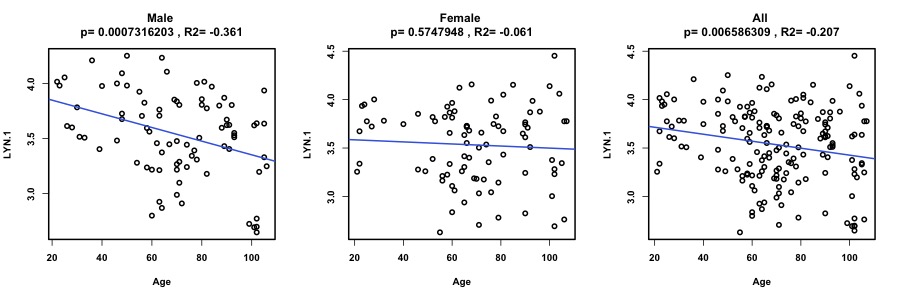 Male
p= 0.0007316203 , R2= -0.361
LYN.1
4.0
3.5
3.0
20 40 60 80 100
Age
Female
p= 0.5747948 , R2= -0.061
LYN.1
4.5
4.0
3.5
3.0
20 40 60 80 100
Age
All
p= 0.006586309 , R2= -0.207
LYN.1
4.5
4.0
3.5
3.0
20 40 60 80 100
Age